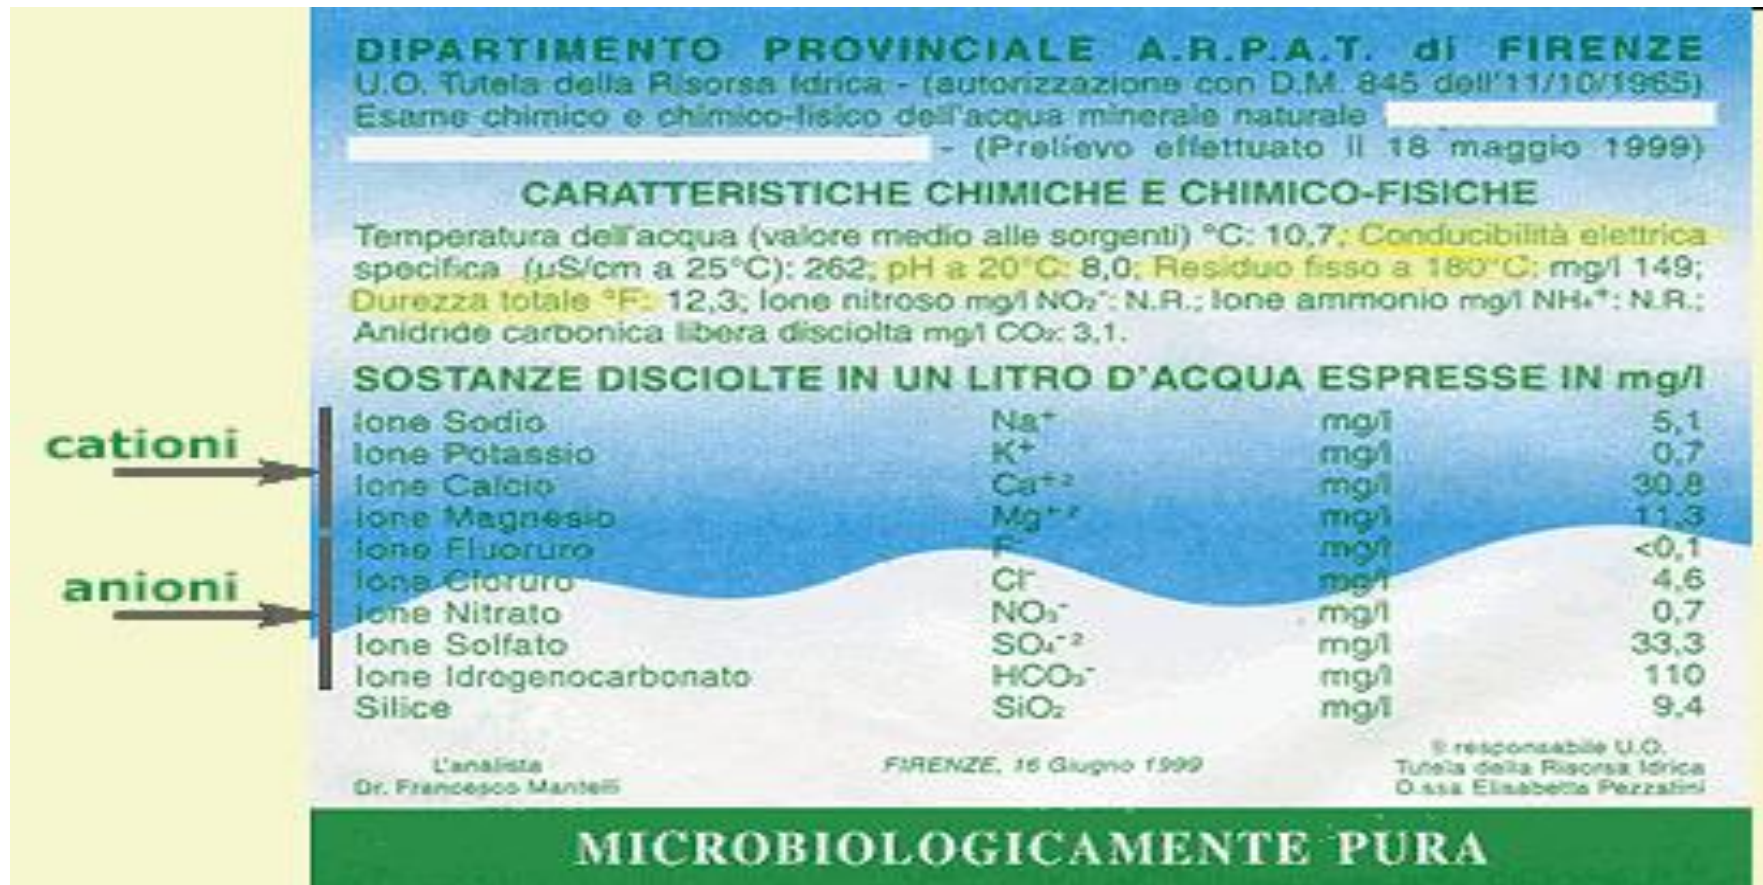 DIPARTIMENTO PROVINCIALE A.R.P.A.T. di FIRENZE
U.O. Tutela della Risorsa Idrica - (autorizzazione con D.M. 845 dell'11/10/1965)
Esame chimico e chimico-fisico dell'acqua minerale naturale
- (Prelievo effettuato il 18 maggio 1999)
CARATTERISTICHE CHIMICHE E CHIMICO-FISICHE
Temperatura dell'acqua (valore medio alle sorgenti) °C: 10,7; Conducibilità elettrica
specifica (µS/cm a 25°C): 262; pH a 20°C: 8,0; Residuo fisso a 180°C: mg/l 149;
Durezza totale °F: 12,3; Ione nitroso mg/l NO₂⁻: N.R.; Ione ammonio mg/l NH₄⁺: N.R.;
Anidride carbonica libera disciolta mg/l CO₂: 3,1.
SOSTANZE DISCIOLTE IN UN LITRO D'ACQUA ESPRESSE IN mg/l
cationi
Ione Sodio Na⁺ mg/l 5,1
Ione Potassio K⁺ mg/l 0,7
Ione Calcio Ca⁺² mg/l 30,8
Ione Magnesio Mg⁺² mg/l 11,3
anioni
Ione Fluoruro F⁻ mg/l <0,1
Ione Cloruro Cl⁻ mg/l 4,6
Ione Nitrato NO₃⁻ mg/l 0,7
Ione Solfato SO₄⁻² mg/l 33,3
Ione Idrogenocarbonato HCO₃⁻ mg/l 110
Silice SiO₂ mg/l 9,4
L'analista
Dr. Francesco Mantelli
FIRENZE, 16 Giugno 1999
Il responsabile U.O.
Tutela della Risorsa Idrica
D.ssa Elisabetta Pezzatini
MICROBIOLOGICAMENTE PURA